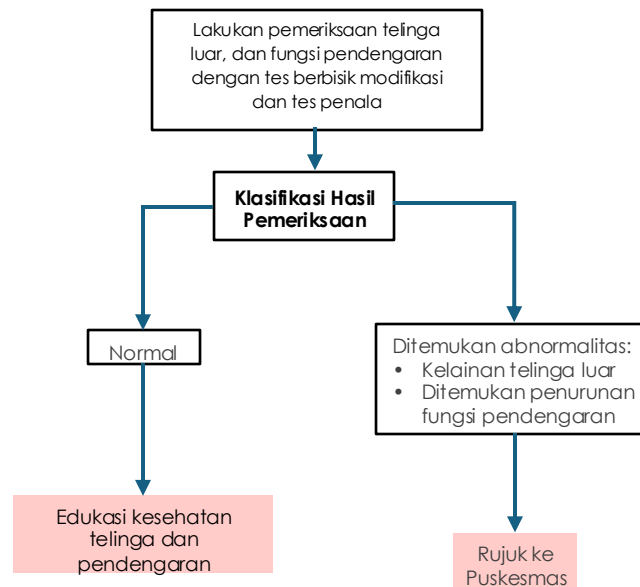 Lakukan pemeriksaan telinga
luar, dan fungsi pendengaran
dengan tes berbisik modifikasi
dan tes penala
Klasifikasi Hasil
Pemeriksaan
Normal
Ditemukan abnormalitas:
• Kelainan telinga luar
• Ditemukan penurunan
fungsi pendengaran
Edukasi kesehatan
telinga dan
pendengaran
Rujuk ke
Puskesmas